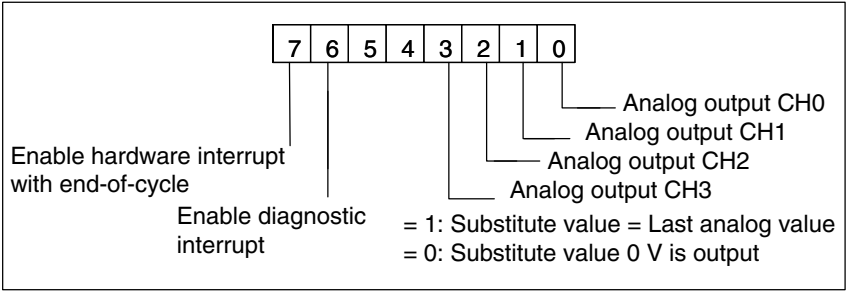 7 6 5 4 3 2 1 0
Analog output CH0
Analog output CH1
Analog output CH2
Analog output CH3
Enable hardware interrupt
with end-of-cycle
Enable diagnostic
interrupt
= 1: Substitute value = Last analog value
= 0: Substitute value 0 V is output